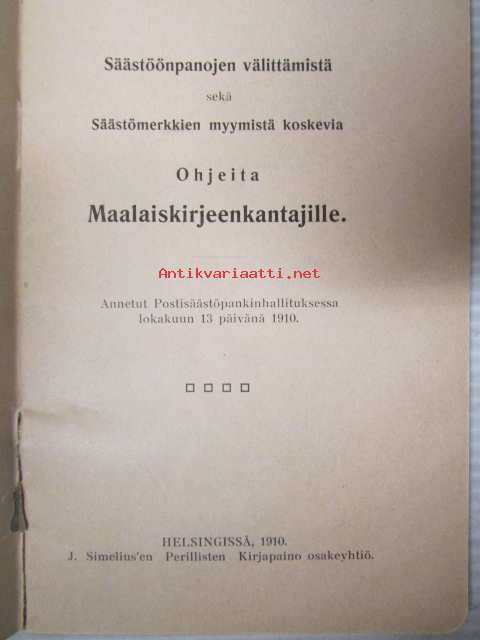 Säästöönpanojen välittämistä
sekä
Säästömerkkien myymistä koskevia
Ohjeita
Maalaiskirjeenkantajille.
Antikvariaatti.net
Annetut Postisäästöpankinhallituksessa
lokakuun 13 päivänä 1910.
HELSINGISSÄ, 1910.
J. Simelius'en Perillisten Kirjapaino osakeyhtiö.